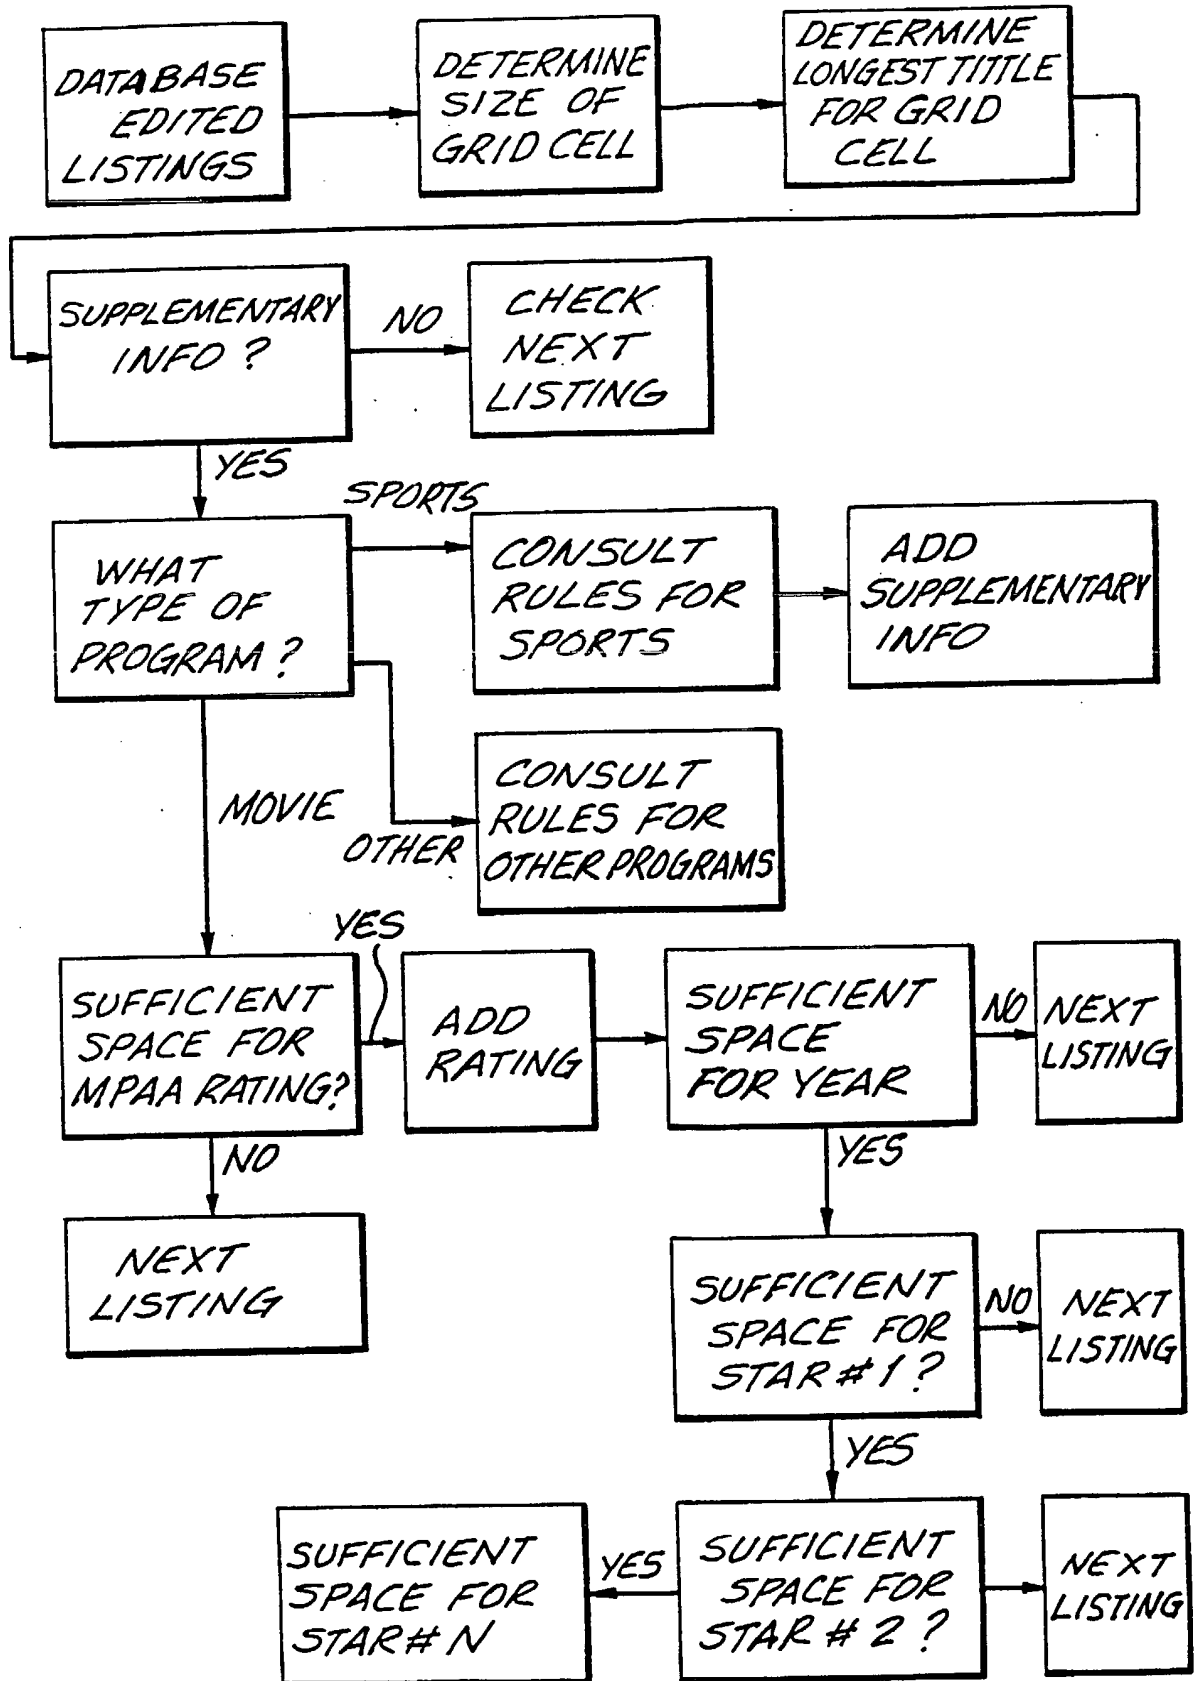 DATABASE
EDITED
LISTINGS
DETERMINE
SIZE OF
GRID CELL
DETERMINE
LONGEST TITTLE
FOR GRID
CELL
SUPPLEMENTARY
INFO?
NO
CHECK
NEXT
LISTING
YES
WHAT
TYPE OF
PROGRAM?
SPORTS
CONSULT
RULES FOR
SPORTS
ADD
SUPPLEMENTARY
INFO
OTHER
CONSULT
RULES FOR
OTHER PROGRAMS
MOVIE
SUFFICIENT
SPACE FOR
MPAA RATING?
YES
ADD
RATING
SUFFICIENT
SPACE
FOR YEAR
NO
NEXT
LISTING
NO
NEXT
LISTING
YES
SUFFICIENT
SPACE FOR
STAR #1?
NO
NEXT
LISTING
YES
SUFFICIENT
SPACE FOR
STAR #2?
NEXT
LISTING
YES
SUFFICIENT
SPACE FOR
STAR# N